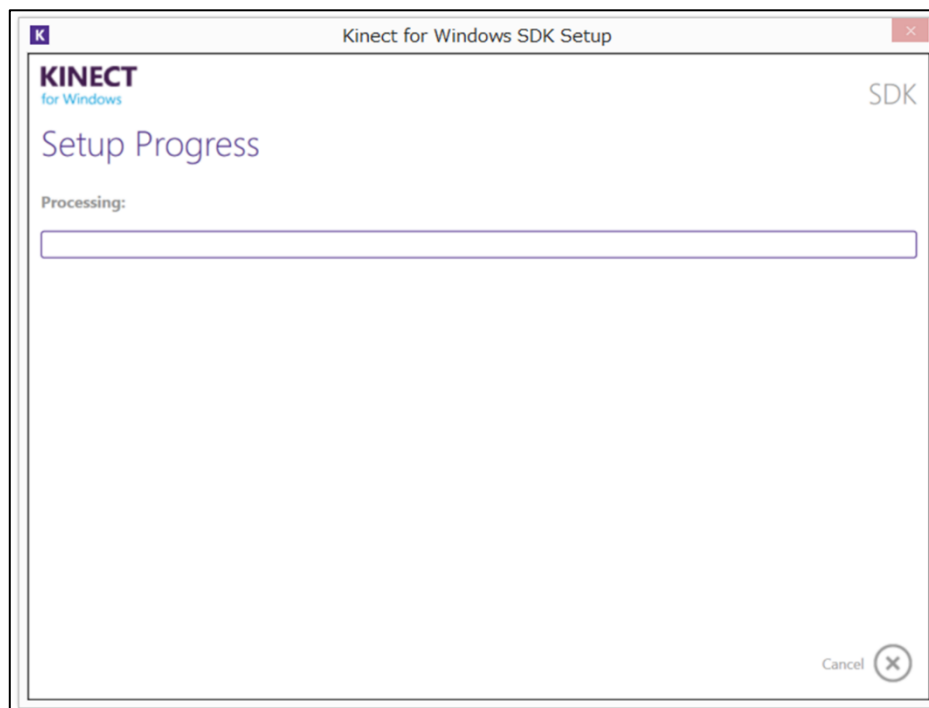 K
Kinect for Windows SDK Setup
KINECT
for Windows
SDK
Setup Progress
Processing:
Cancel